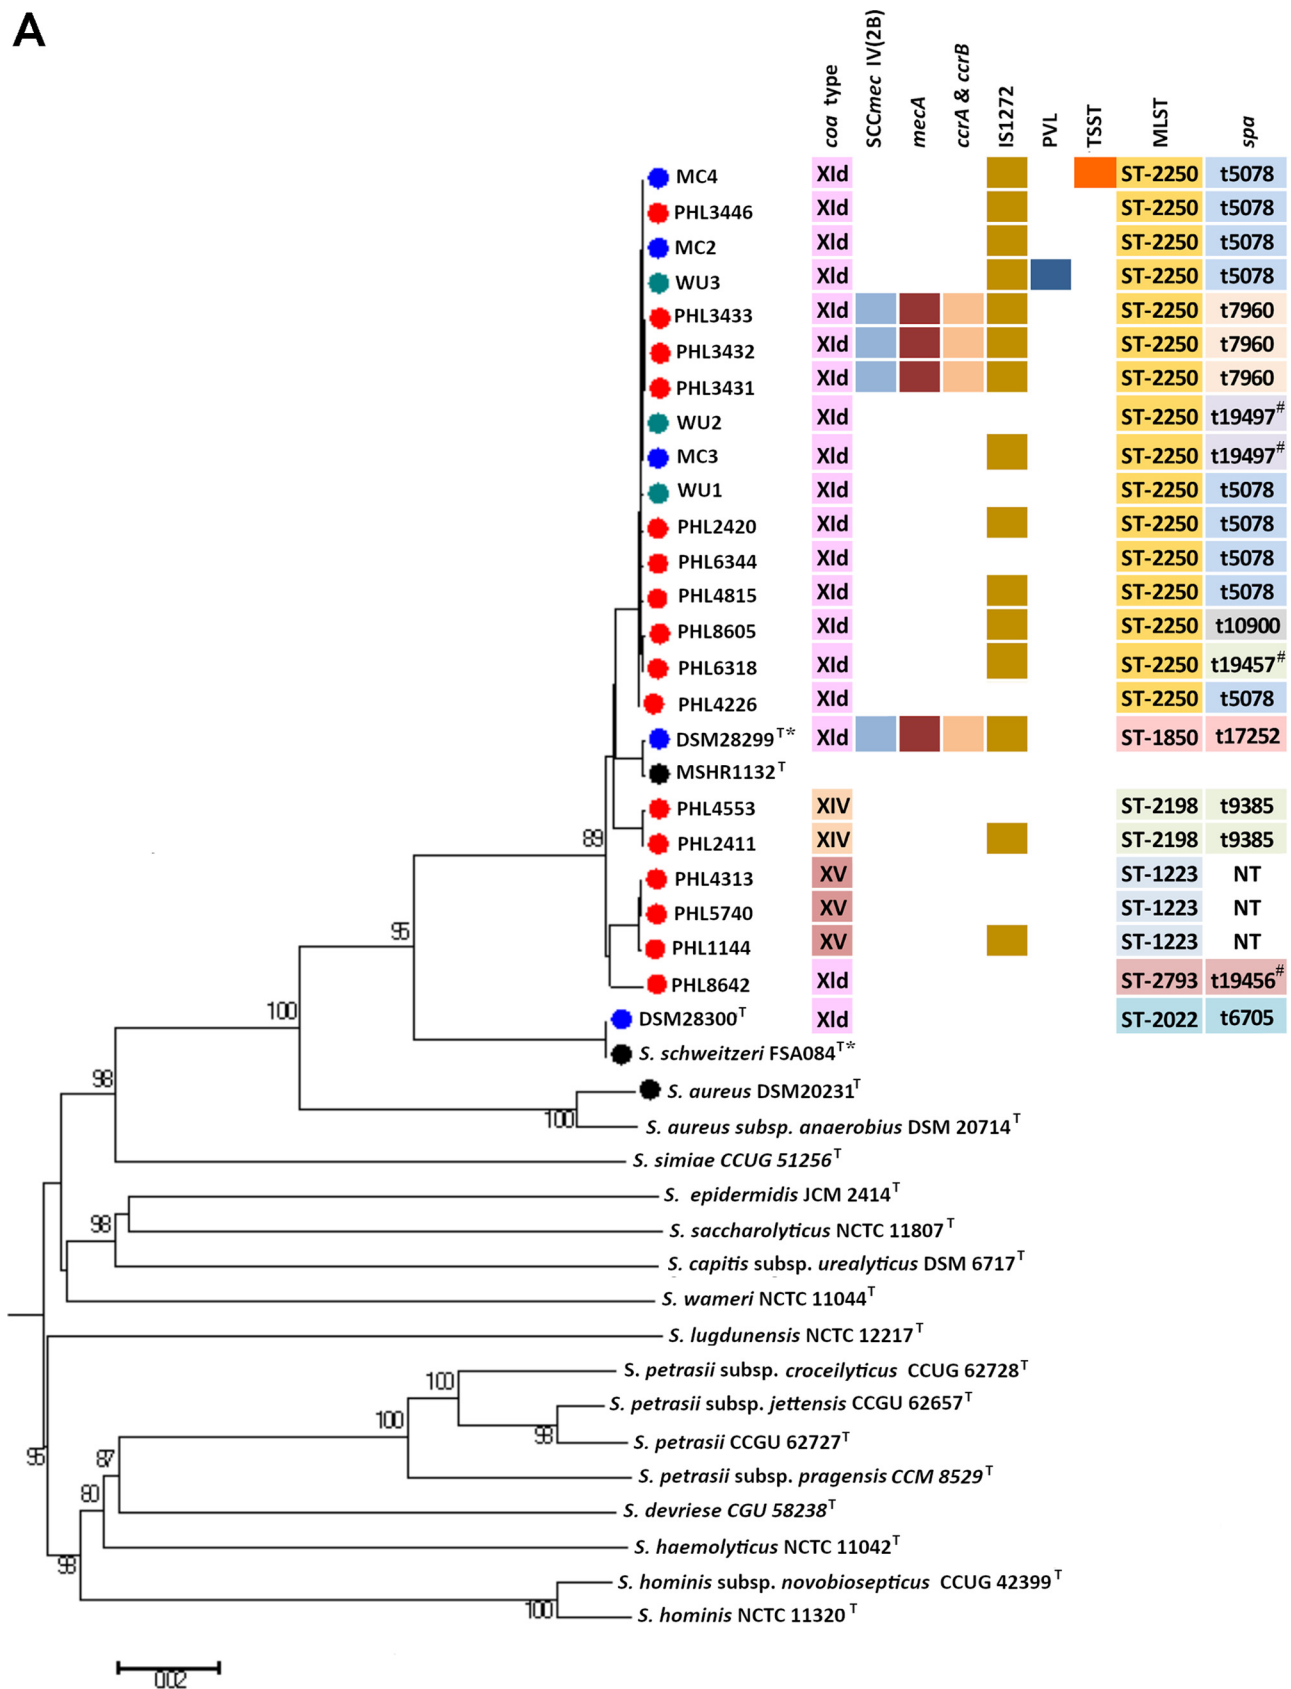 A
coa type SCCmec IV(2B) mecA ccrA & ccrB IS1272 PVL TSST MLST spa
MC4 XId ST-2250 t5078
PHL3446 XId ST-2250 t5078
MC2 XId ST-2250 t5078
WU3 XId ST-2250 t5078
PHL3433 XId ST-2250 t7960
PHL3432 XId ST-2250 t7960
PHL3431 XId ST-2250 t7960
WU2 XId ST-2250 t19497#
MC3 XId ST-2250 t19497#
WU1 XId ST-2250 t5078
PHL2420 XId ST-2250 t5078
PHL6344 XId ST-2250 t5078
PHL4815 XId ST-2250 t5078
PHL8605 XId ST-2250 t10900
PHL6318 XId ST-2250 t19457#
PHL4226 XId ST-2250 t5078
DSM28299T* XId ST-1850 t17252
MSHR1132T
PHL4553 XIV ST-2198 t9385
89
PHL2411 XIV ST-2198 t9385
PHL4313 XV ST-1223 NT
PHL5740 XV ST-1223 NT
95
PHL1144 XV ST-1223 NT
PHL8642 XId ST-2793 t19456#
100
DSM28300T XId ST-2022 t6705
S. schweitzeri FSA084T*
98
S. aureus DSM20231T
100
S. aureus subsp. anaerobius DSM 20714T
S. simiae CCUG 51256T
S. epidermidis JCM 2414T
98
S. saccharolyticus NCTC 11807T
S. capitis subsp. urealyticus DSM 6717T
S. wameri NCTC 11044T
S. lugdunensis NCTC 12217T
S. petrasii subsp. croceilyticus CCUG 62728T
100
S. petrasii subsp. jettensis CCGU 62657T
100
98
S. petrasii CCGU 62727T
95
87
S. petrasii subsp. pragensis CCM 8529T
80
S. devriese CGU 58238T
S. haemolyticus NCTC 11042T
98
S. hominis subsp. novobiosepticus CCUG 42399T
100
S. hominis NCTC 11320 T
0.02